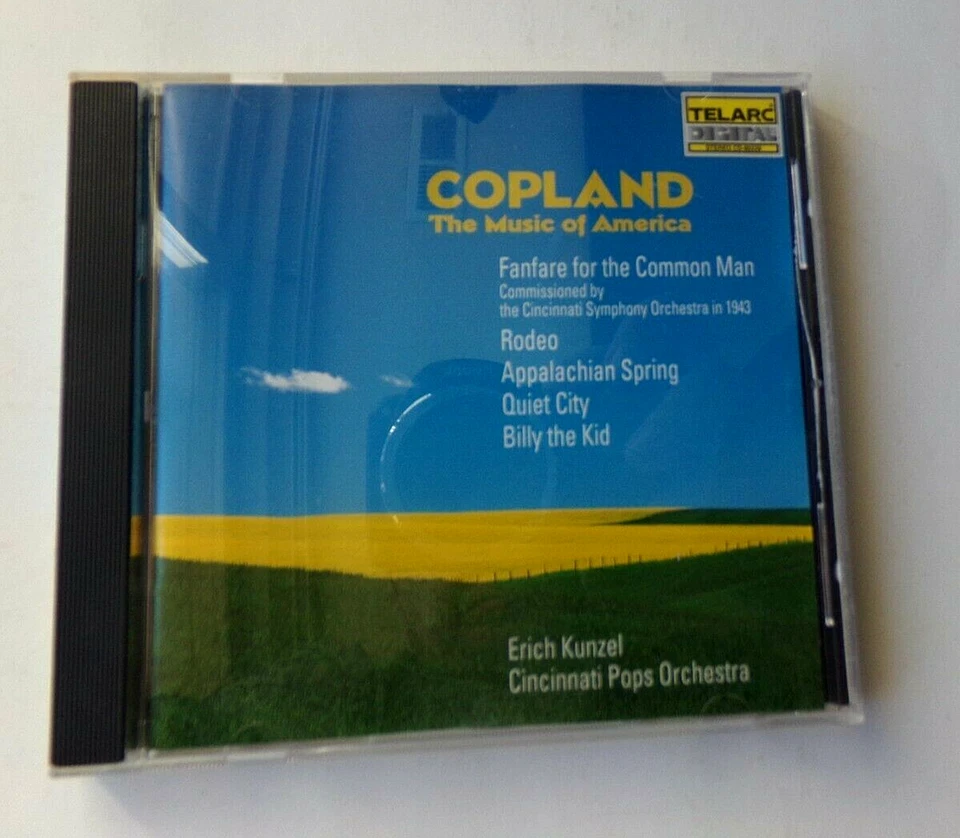 TELARC
DIGITAL
COPLAND
The Music of America
Fanfare for the Common Man
Commissioned by
the Cincinnati Symphony Orchestra in 1943
Rodeo
Appalachian Spring
Quiet City
Billy the Kid
Erich Kunzel
Cincinnati Pops Orchestra